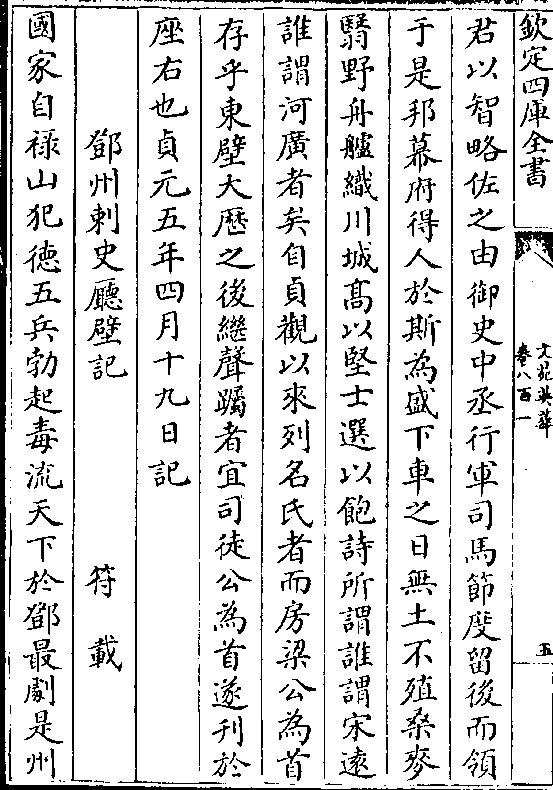 欽定四庫全書
文苑英華
卷八百一
五
君以智略佐之由御史中丞行軍司馬節度留後而領
于是邦幕府得人於斯為盛下車之日無土不殖桑麥
翳野舟艫織川城髙以堅士選以飽詩所謂誰謂宋逺
誰謂河廣者矣自貞觀以來列名氏者而房梁公為首
存乎東壁大厯之後繼聲躅者宜司徒公為首遂刋於
座右也貞元五年四月十九日記
鄧州刺史廳壁記 符載
國家自禄山犯徳五兵勃起毒流天下於鄧最劇是州